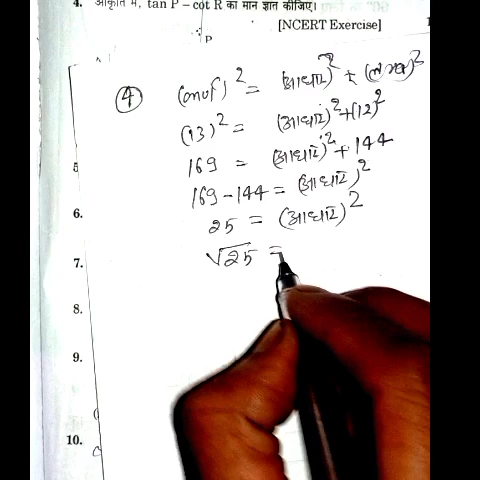 4. आकृति में, tan P – cot R का मान ज्ञात कीजिए।
[NCERT Exercise]
P
④ (कर्ण)² = (आधार)² + (लम्ब)²
(13)² = (आधार)² + (12)²
169 = (आधार)² + 144
169 - 144 = (आधार)²
25 = (आधार)²
√25 =
5
6.
7.
8.
9.
10.